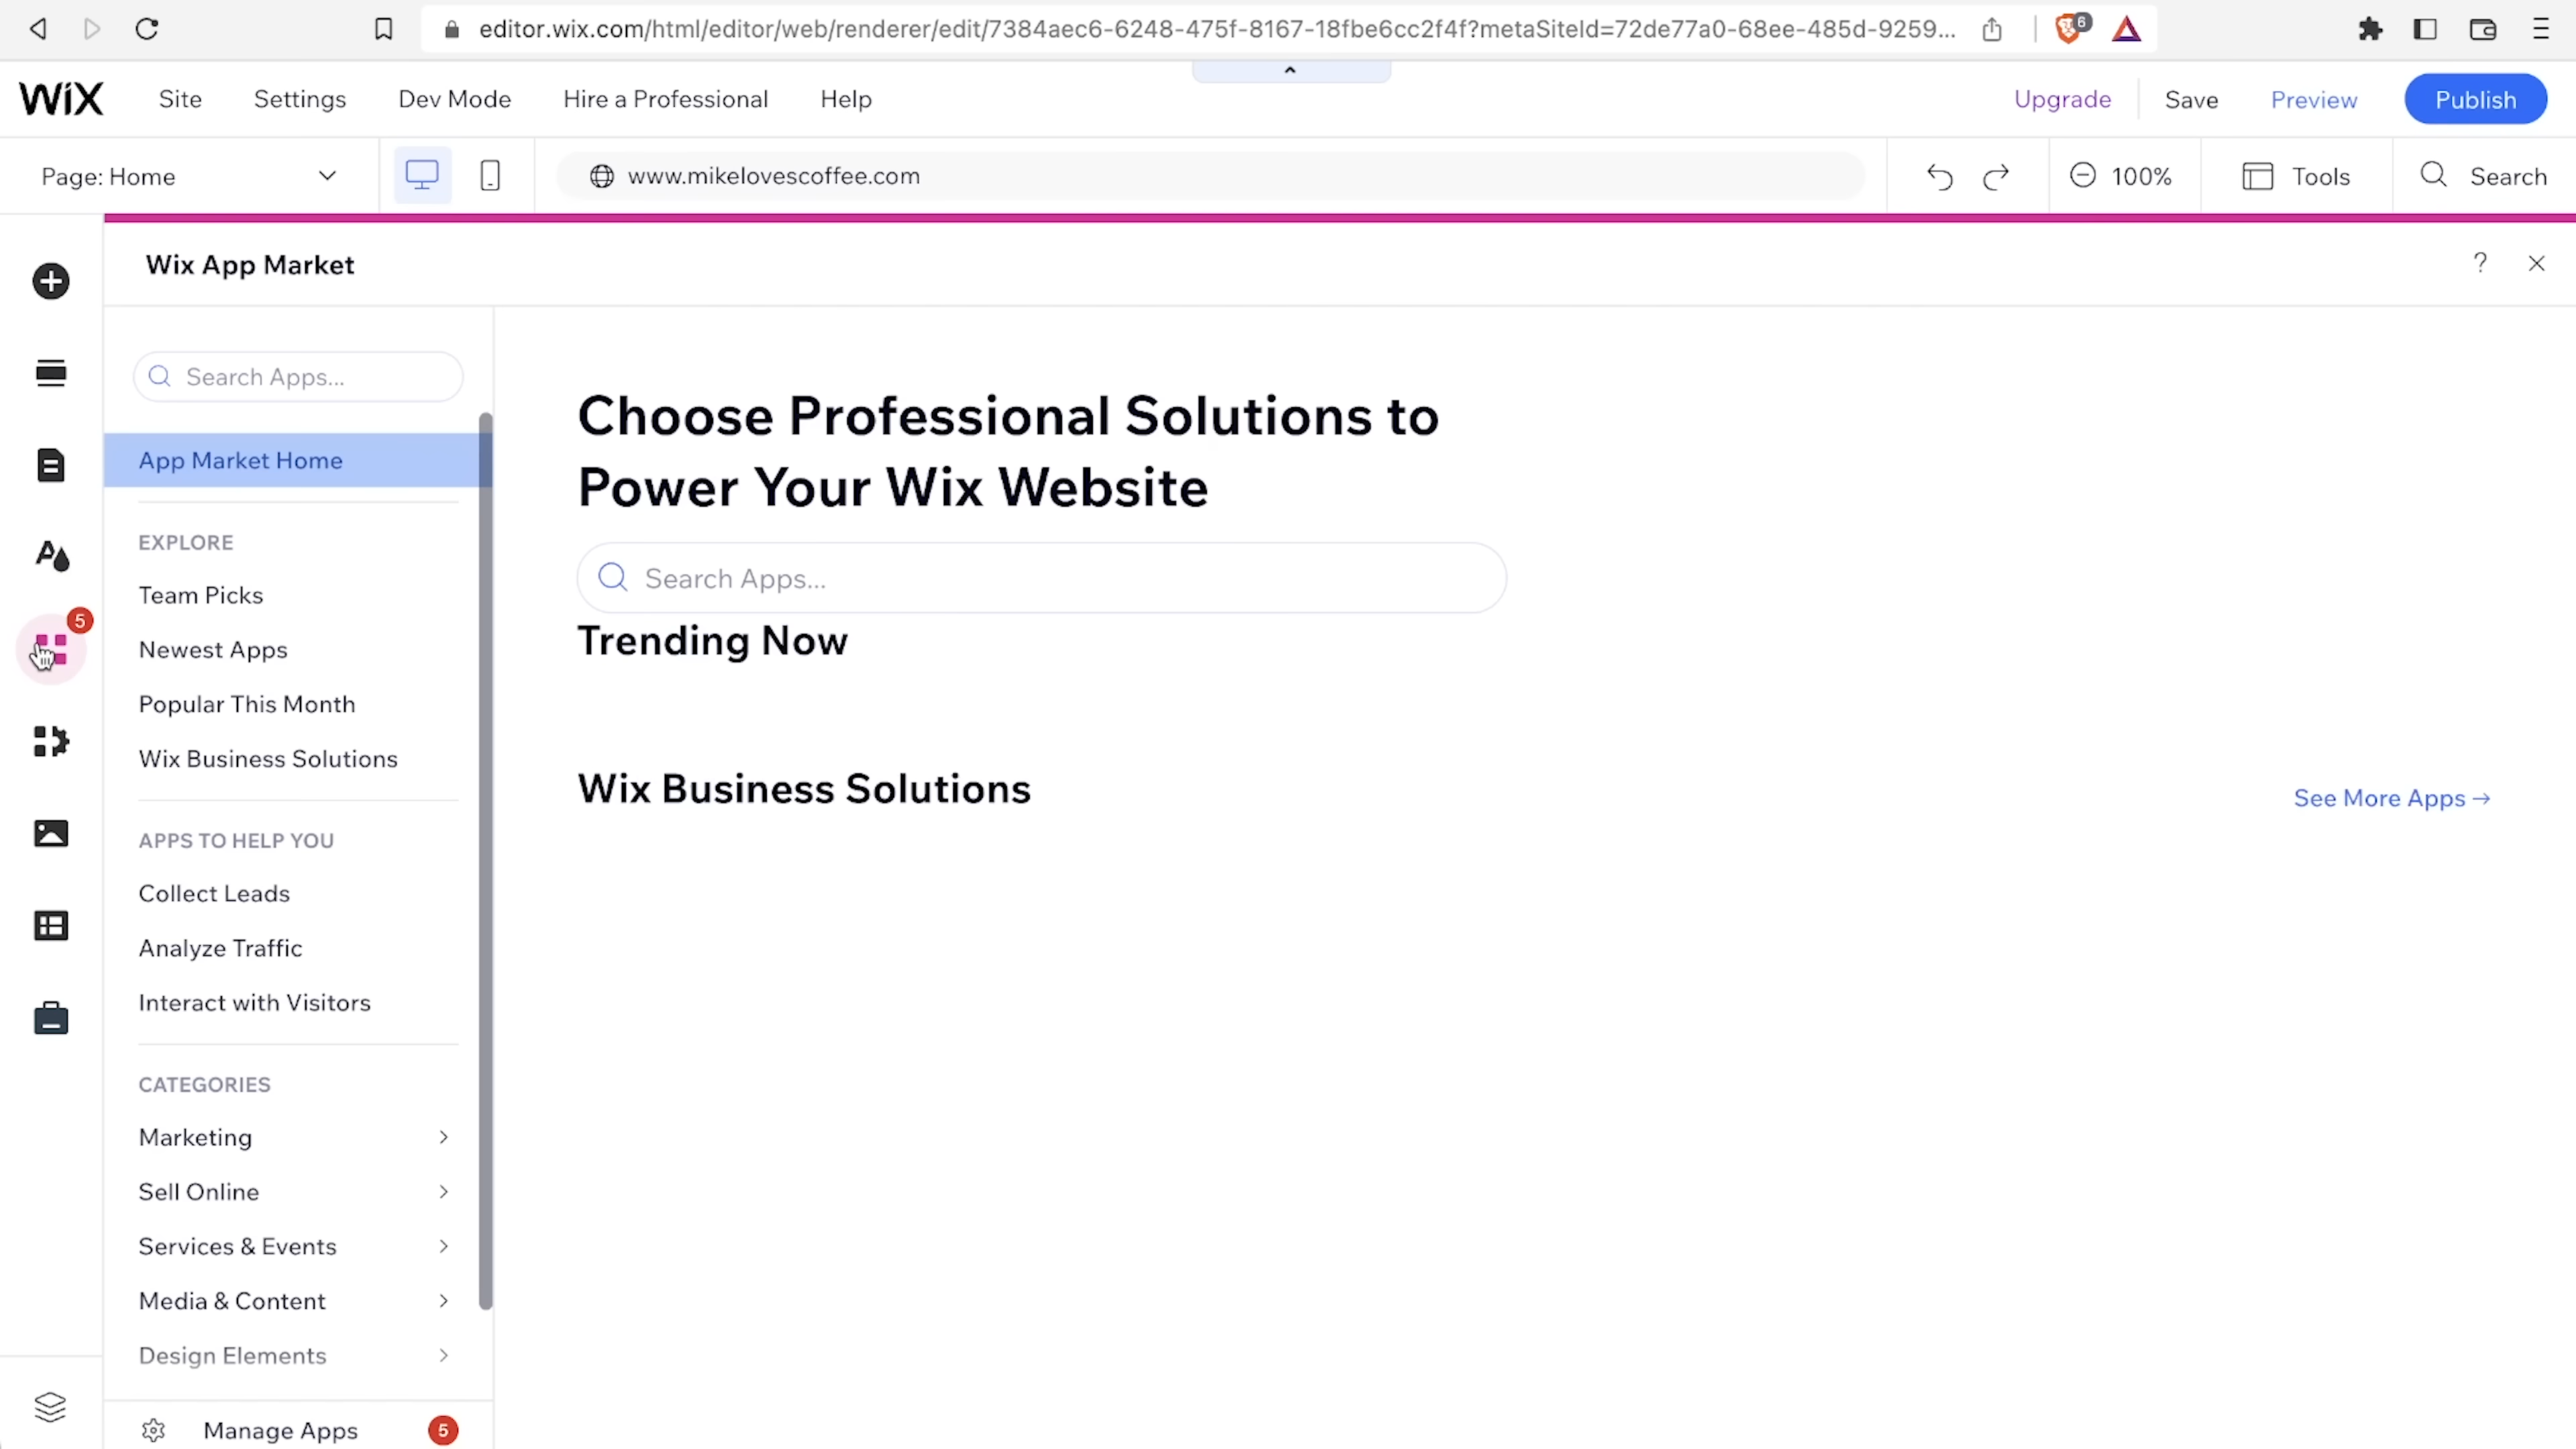 editor.wix.com/html/editor/web/renderer/edit/7384aec6-6248-475f-8167-18fbe6cc2f4f?metaSiteId=72de77a0-68ee-485d-9259...
6
WiX
Site
Settings
Dev Mode
Hire a Professional
Help
Upgrade
Save
Preview
Publish
Page: Home
www.mikelovescoffee.com
100%
Tools
Search
Wix App Market
?
Search Apps...
App Market Home
EXPLORE
Team Picks
5
Newest Apps
Popular This Month
Wix Business Solutions
APPS TO HELP YOU
Collect Leads
Analyze Traffic
Interact with Visitors
CATEGORIES
Marketing
Sell Online
Services & Events
Media & Content
Design Elements
Manage Apps
5
Choose Professional Solutions to
Power Your Wix Website
Search Apps...
Trending Now
Wix Business Solutions
See More Apps →